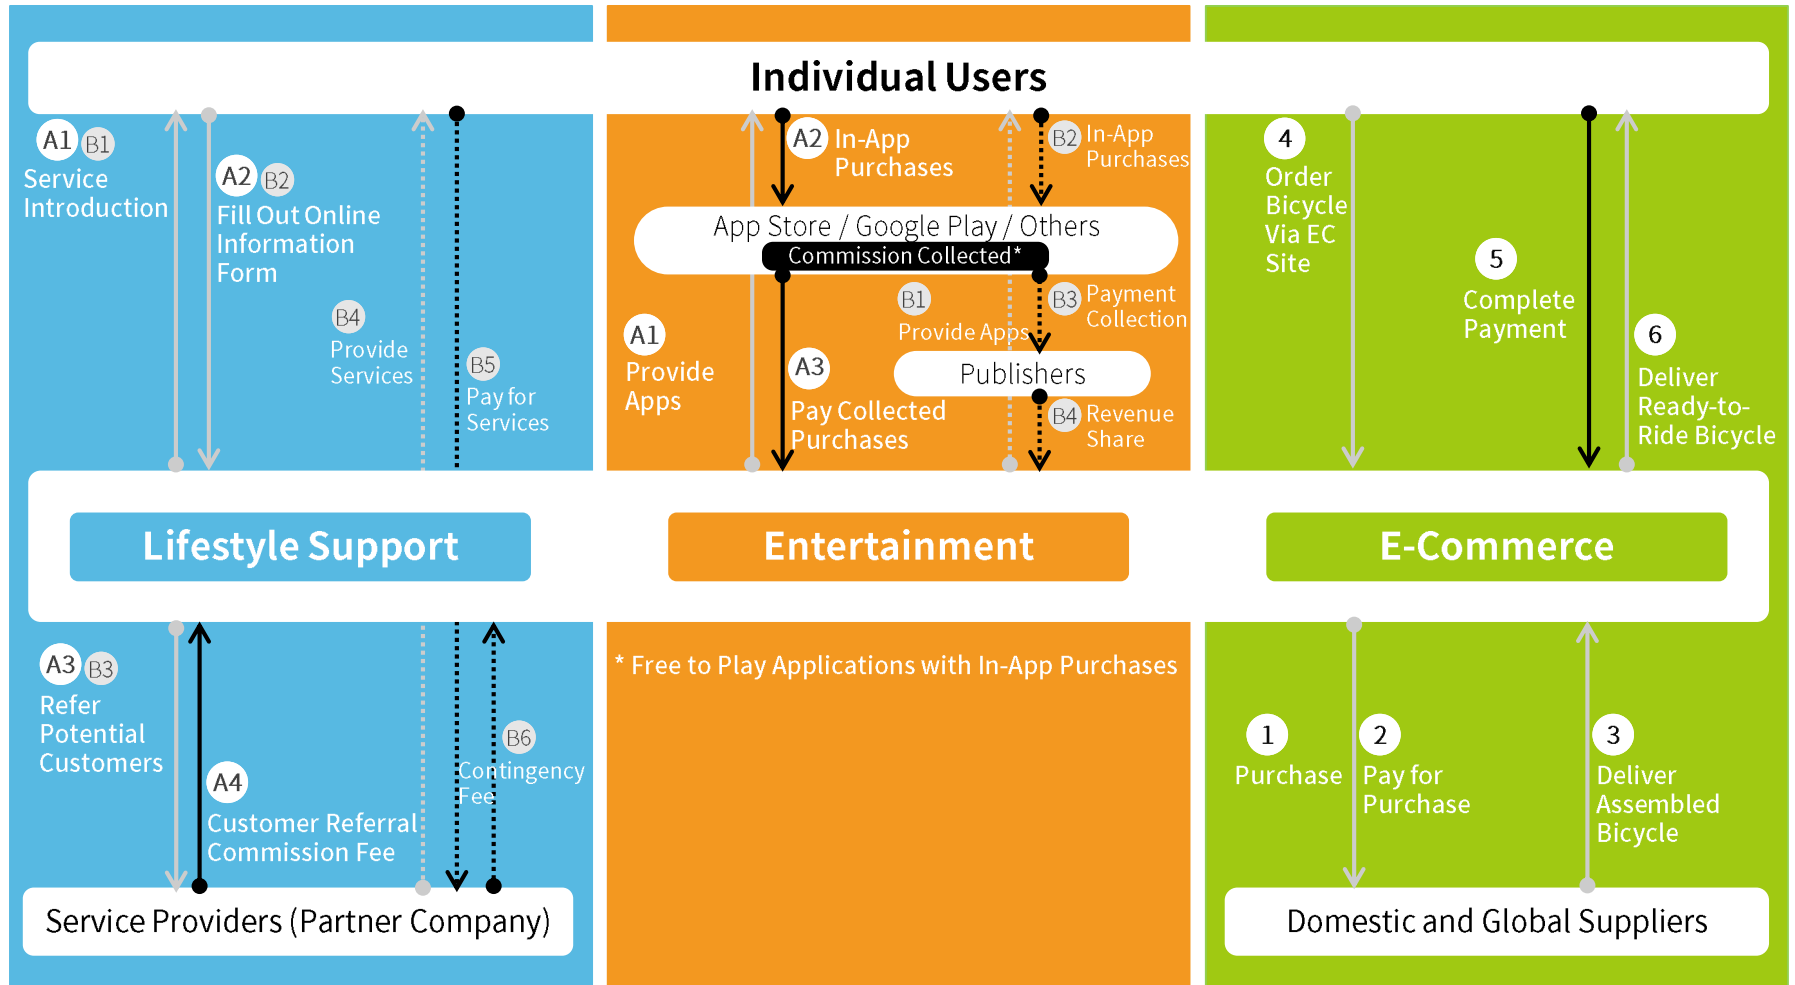 Individual Users
A1 B1
Service
Introduction
A2 B2
Fill Out Online
Information
Form
B4
Provide
Services
B5
Pay for
Services
A2 In-App
Purchases
B2 In-App
Purchases
App Store / Google Play / Others
Commission Collected*
A1
Provide
Apps
B1
Provide Apps
B3 Payment
Collection
A3
Pay Collected
Purchases
Publishers
B4 Revenue
Share
4
Order
Bicycle
Via EC
Site
5
Complete
Payment
6
Deliver
Ready-to-
Ride Bicycle
Lifestyle Support
Entertainment
E-Commerce
A3 B3
Refer
Potential
Customers
A4
Customer Referral
Commission Fee
B6
Contingency
Fee
* Free to Play Applications with In-App Purchases
1
Purchase
2
Pay for
Purchase
3
Deliver
Assembled
Bicycle
Service Providers (Partner Company)
Domestic and Global Suppliers